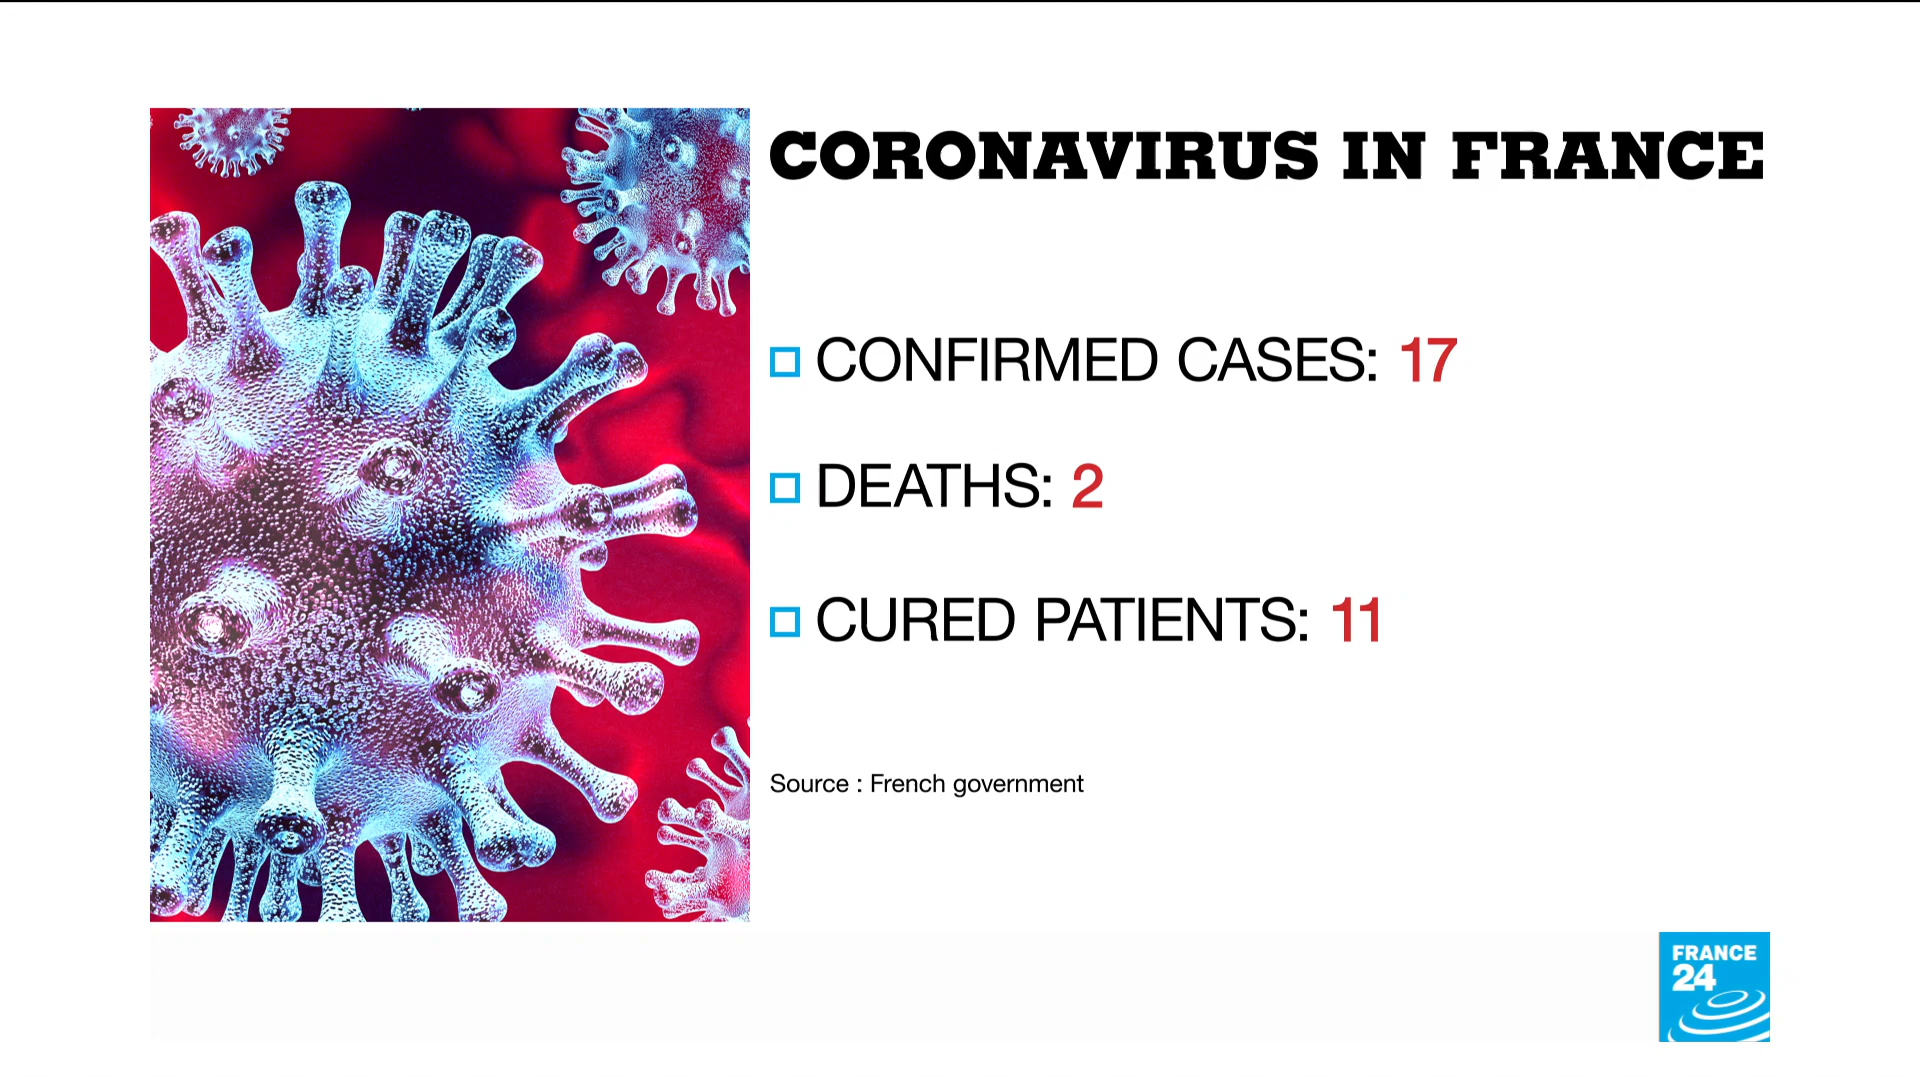 CORONAVIRUS IN FRANCE
CONFIRMED CASES: 17
DEATHS: 2
CURED PATIENTS: 11
Source : French government
FRANCE
24